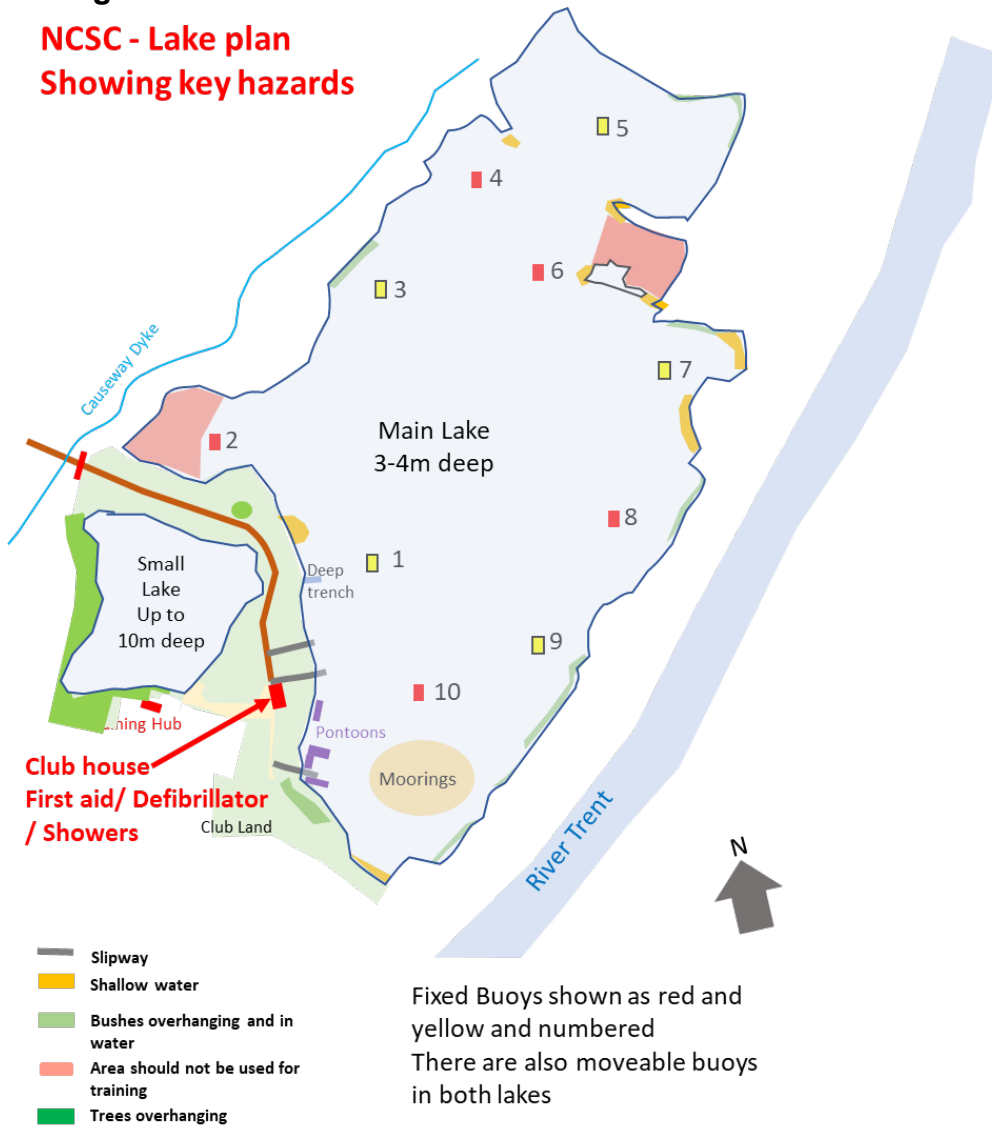 NCSC - Lake plan
Showing key hazards
5
4
6
3
Causeway Dyke
7
2
Main Lake
3-4m deep
8
1
Small
Lake
Up to
10m deep
Deep
trench
9
10
Hub
Pontoons
Club house
First aid/ Defibrillator
/ Showers
Moorings
Club Land
River Trent
N
Slipway
Shallow water
Bushes overhanging and in
water
Area should not be used for
training
Trees overhanging
Fixed Buoys shown as red and
yellow and numbered
There are also moveable buoys
in both lakes